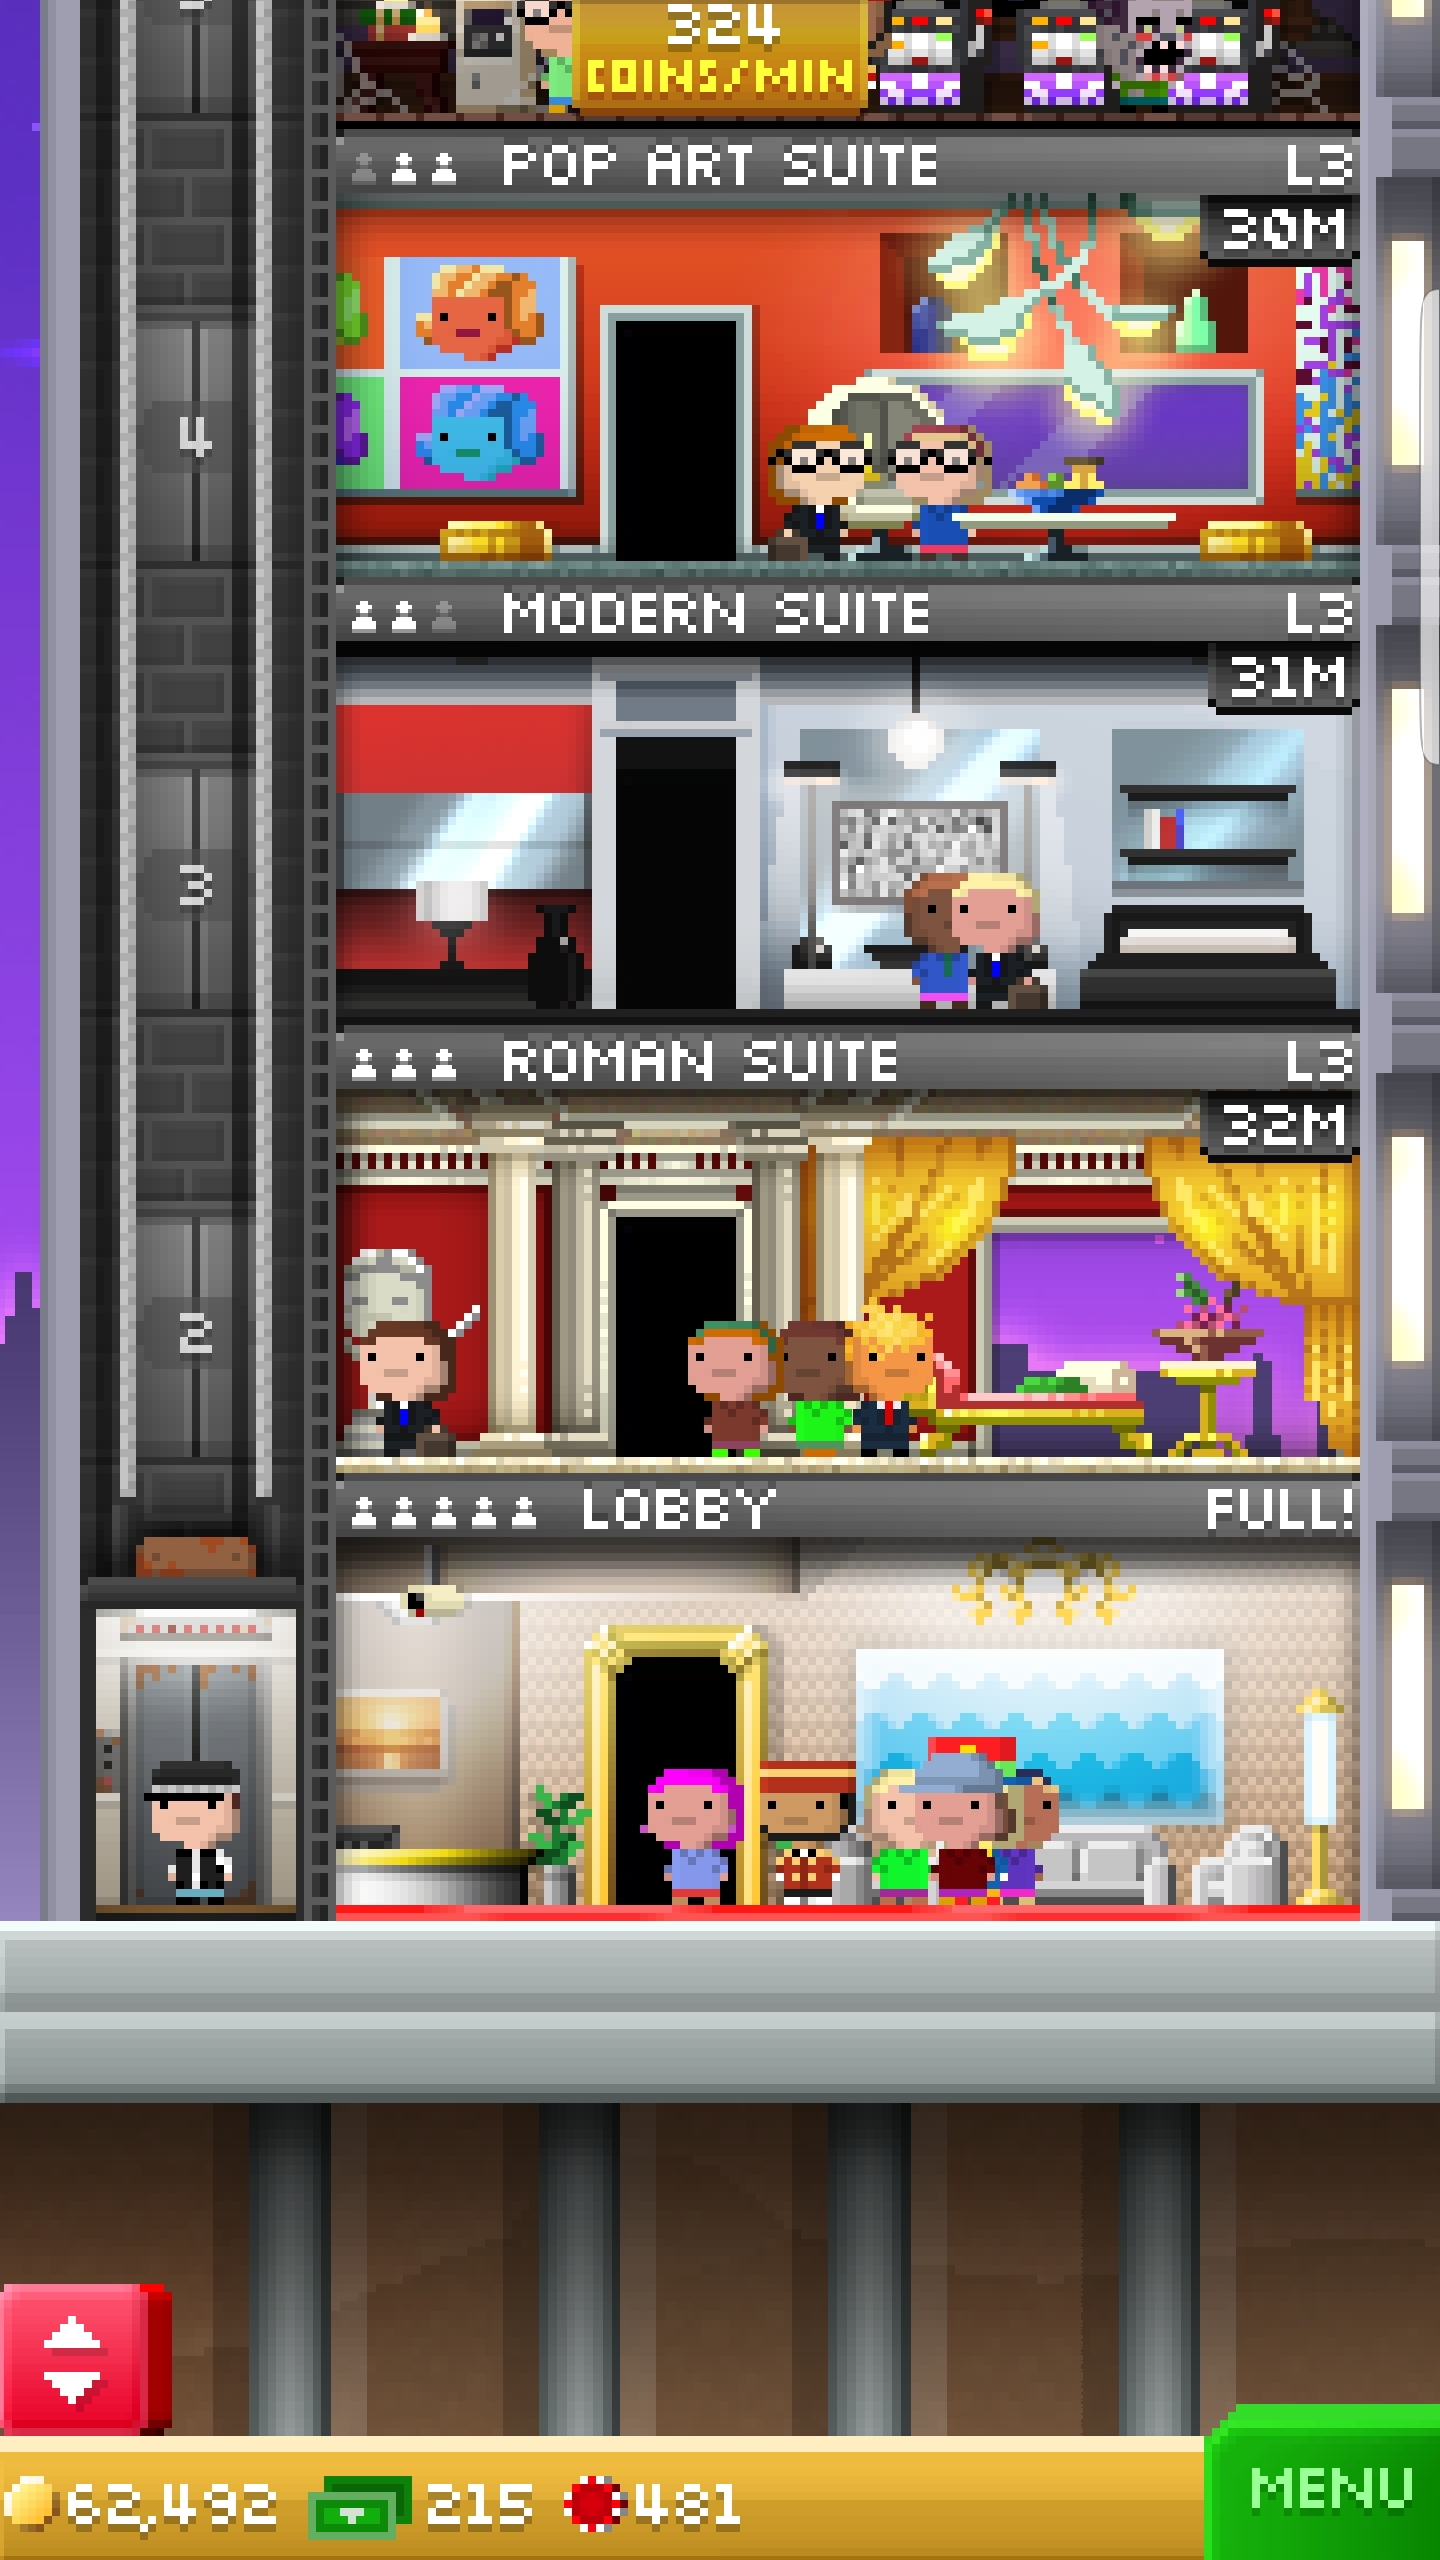 324
COINS/MIN
POP ART SUITE L3
30M
4
MODERN SUITE L3
31M
3
ROMAN SUITE L3
32M
2
LOBBY FULL!
62,492 215 481
MENU